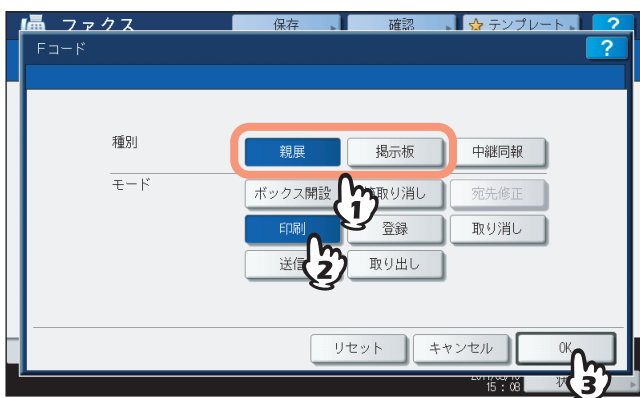 ファクス 保存 確認 テンプレート ?
Fコード ?
種別 親展 掲示板 中継同報
モード ボックス開設 取り消し 宛先修正
印刷 登録 取り消し
送信 取り出し
1
2
リセット キャンセル OK
15:08
3